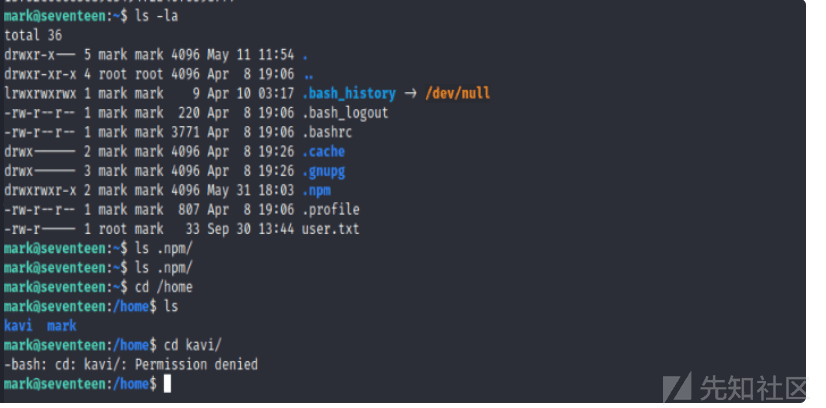 mark@seventeen:~$ ls -la
total 36
drwxr-x--- 5 mark mark 4096 May 11 11:54 .
drwxr-xr-x 4 root root 4096 Apr  8 19:06 ..
lrwxrwxrwx 1 mark mark    9 Apr 10 03:17 .bash_history → /dev/null
-rw-r--r-- 1 mark mark  220 Apr  8 19:06 .bash_logout
-rw-r--r-- 1 mark mark 3771 Apr  8 19:06 .bashrc
drwx------ 2 mark mark 4096 Apr  8 19:26 .cache
drwx------ 3 mark mark 4096 Apr  8 19:26 .gnupg
drwxrwxr-x 2 mark mark 4096 May 31 18:03 .npm
-rw-r--r-- 1 mark mark  807 Apr  8 19:06 .profile
-rw-r----- 1 root mark   33 Sep 30 13:44 user.txt
mark@seventeen:~$ ls .npm/
mark@seventeen:~$ ls .npm/
mark@seventeen:~$ cd /home
mark@seventeen:/home$ ls
kavi  mark
mark@seventeen:/home$ cd kavi/
-bash: cd: kavi/: Permission denied
mark@seventeen:/home$
先知社区